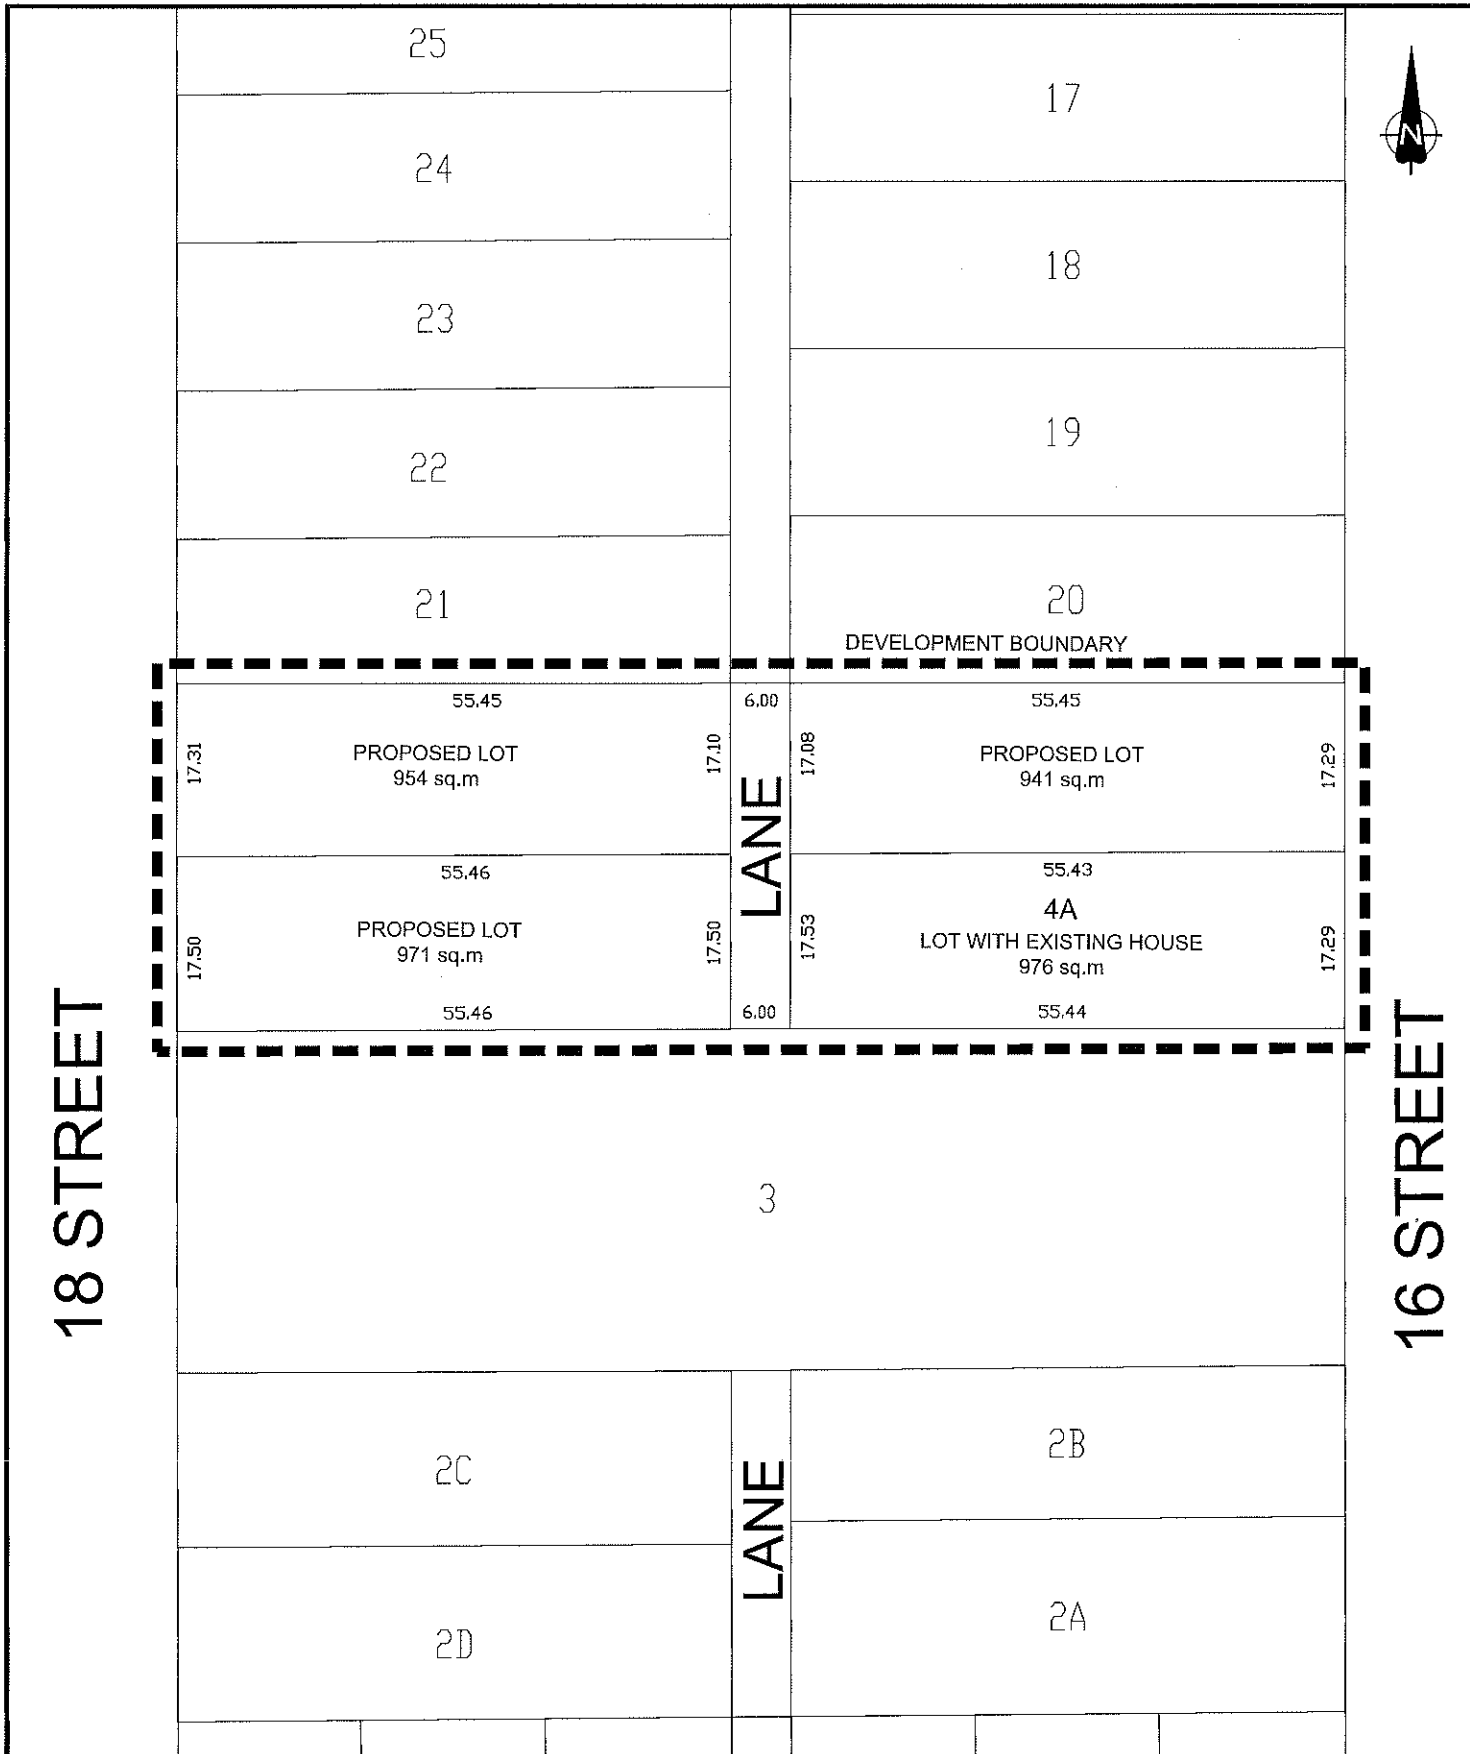 25
17
N
24
18
23
19
22
21
20
DEVELOPMENT BOUNDARY
55.45
6.00
55.45
17.31
PROPOSED LOT
954 sq.m
17.10
LANE
17.08
PROPOSED LOT
941 sq.m
17.29
55.46
55.43
17.50
PROPOSED LOT
971 sq.m
17.50
17.53
4A
LOT WITH EXISTING HOUSE
976 sq.m
17.29
55.46
6.00
55.44
18 STREET
16 STREET
3
2C
2B
LANE
2D
2A